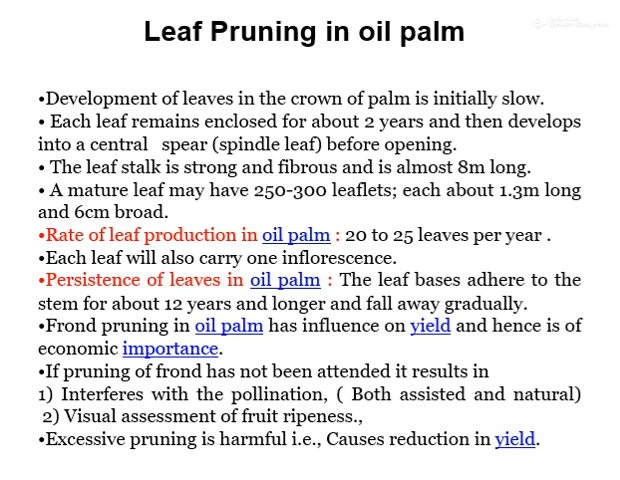 Leaf Pruning in oil palm
•Development of leaves in the crown of palm is initially slow.
• Each leaf remains enclosed for about 2 years and then develops
into a central spear (spindle leaf) before opening.
• The leaf stalk is strong and fibrous and is almost 8m long.
• A mature leaf may have 250-300 leaflets; each about 1.3m long
and 6cm broad.
•Rate of leaf production in oil palm : 20 to 25 leaves per year .
•Each leaf will also carry one inflorescence.
•Persistence of leaves in oil palm : The leaf bases adhere to the
stem for about 12 years and longer and fall away gradually.
•Frond pruning in oil palm has influence on yield and hence is of
economic importance.
•If pruning of frond has not been attended it results in
1) Interferes with the pollination, ( Both assisted and natural)
2) Visual assessment of fruit ripeness.,
•Excessive pruning is harmful i.e., Causes reduction in yield.